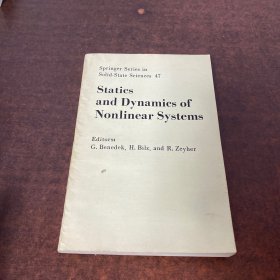 Springer Series in
Solid-State Sciences 47
Statics
and Dynamics of
Nonlinear Systems
Editors:
G. Benedek, H. Bilz, and R. Zeyher